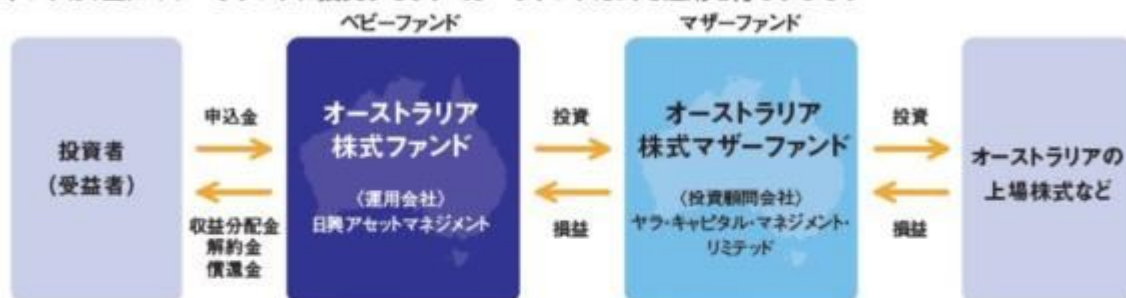 ベビーファンド
マザーファンド
投資者
(受益者)
申込金
収益分配金
解約金
償還金
オーストラリア
株式ファンド
〈運用会社〉
日興アセットマネジメント
投資
損益
オーストラリア
株式マザーファンド
〈投資顧問会社〉
ヤラ・キャピタル・マネジメント・
リミテッド
投資
損益
オーストラリアの
上場株式など